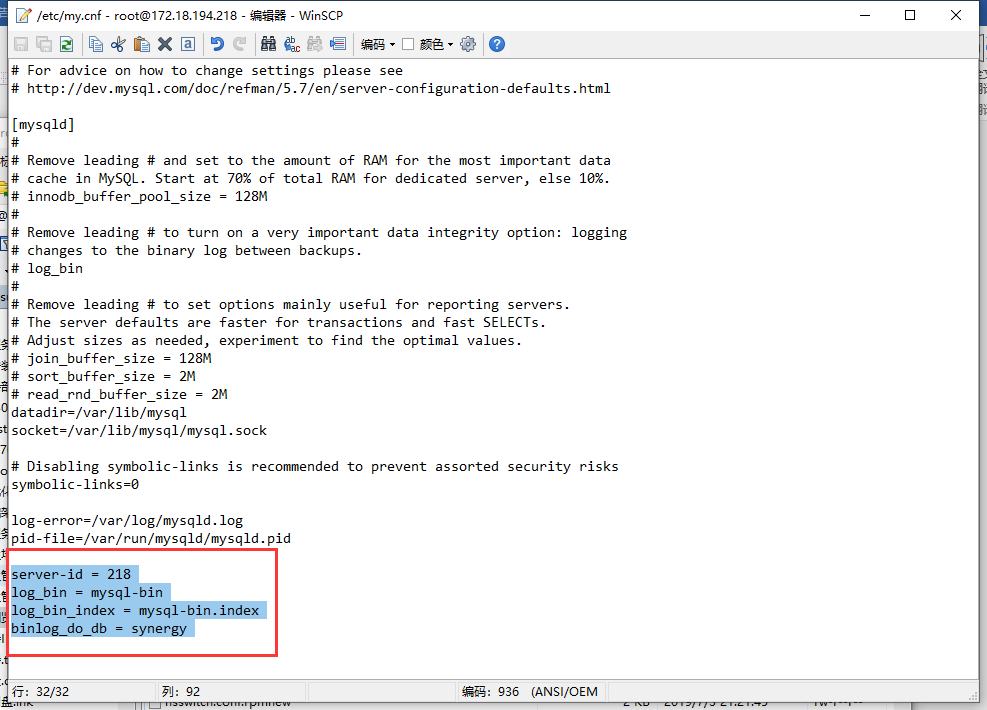 /etc/my.cnf - root@172.18.194.218 - 编辑器 - WinSCP
编码 颜色
# For advice on how to change settings please see
# http://dev.mysql.com/doc/refman/5.7/en/server-configuration-defaults.html
[mysqld]
#
# Remove leading # and set to the amount of RAM for the most important data
# cache in MySQL. Start at 70% of total RAM for dedicated server, else 10%.
# innodb_buffer_pool_size = 128M
#
# Remove leading # to turn on a very important data integrity option: logging
# changes to the binary log between backups.
# log_bin
#
# Remove leading # to set options mainly useful for reporting servers.
# The server defaults are faster for transactions and fast SELECTs.
# Adjust sizes as needed, experiment to find the optimal values.
# join_buffer_size = 128M
# sort_buffer_size = 2M
# read_rnd_buffer_size = 2M
datadir=/var/lib/mysql
socket=/var/lib/mysql/mysql.sock
# Disabling symbolic-links is recommended to prevent assorted security risks
symbolic-links=0
log-error=/var/log/mysqld.log
pid-file=/var/run/mysqld/mysqld.pid
server-id = 218
log_bin = mysql-bin
log_bin_index = mysql-bin.index
binlog_do_db = synergy
行: 32/32 列: 92 编码: 936 (ANSI/OEM